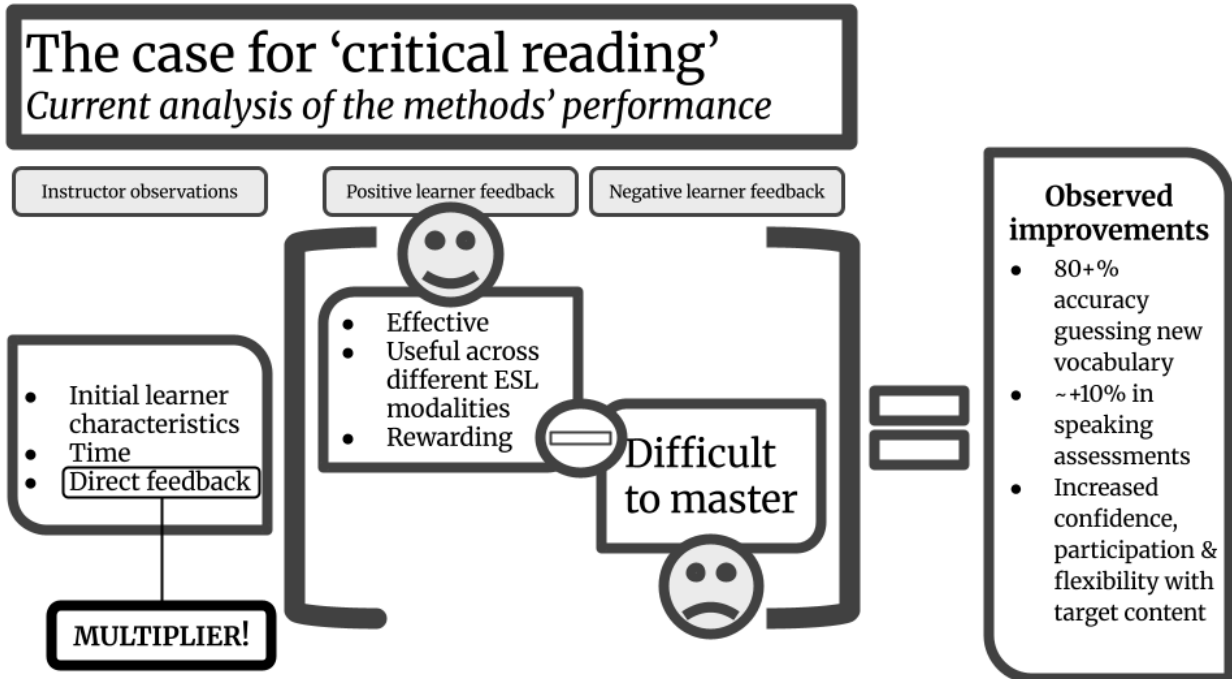 The case for ‘critical reading’
Current analysis of the methods’ performance
Instructor observations
Positive learner feedback
Negative learner feedback
● Initial learner
characteristics
● Time
● Direct feedback
MULTIPLIER!
● Effective
● Useful across
different ESL
modalities
● Rewarding
Difficult
to master
Observed
improvements
● 80+%
accuracy
guessing new
vocabulary
● ~+10% in
speaking
assessments
● Increased
confidence,
participation &
flexibility with
target content